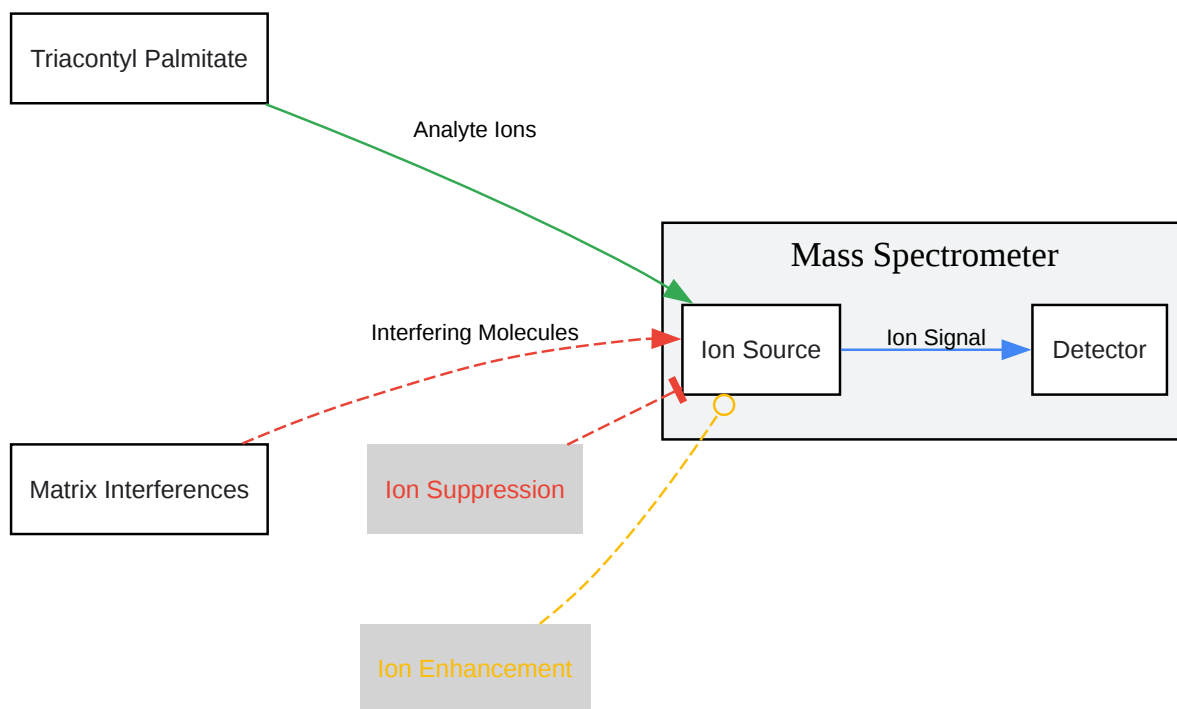 Triacontyl Palmitate
Analyte Ions
Mass Spectrometer
Interfering Molecules
Ion Source
Ion Signal
Detector
Matrix Interferences
Ion Suppression
Ion Enhancement